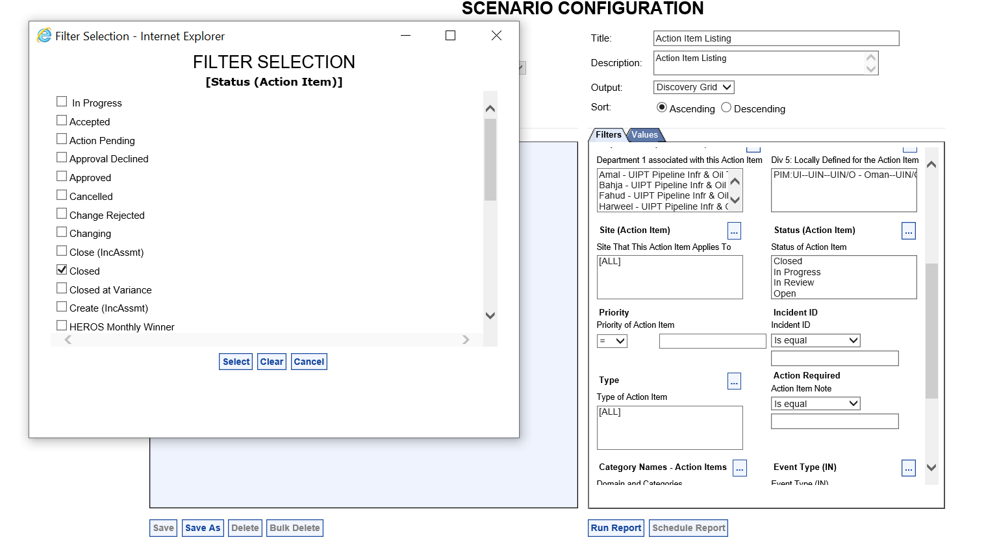 SCENARIO CONFIGURATION
Filter Selection - Internet Explorer
FILTER SELECTION
[Status (Action Item)]
In Progress
Accepted
Action Pending
Approval Declined
Approved
Cancelled
Change Rejected
Changing
Close (IncAssmt)
Closed
Closed at Variance
Create (IncAssmt)
HEROS Monthly Winner
Select Clear Cancel
Title: Action Item Listing
Description: Action Item Listing
Output: Discovery Grid
Sort: Ascending Descending
Filters Values
Department 1 associated with this Action Item
Amal - UIPT Pipeline Infr & Oil
Bahja - UIPT Pipeline Infr & Oil
Fahud - UIPT Pipeline Infr & Oil
Harweel - UIPT Pipeline Infr &
Div 5: Locally Defined for the Action Item
PIM:UI--UIN--UIN/O - Oman--UIN/
Site (Action Item) ...
Site That This Action Item Applies To
[ALL]
Status (Action Item) ...
Status of Action Item
Closed
In Progress
In Review
Open
Priority
Priority of Action Item
=
Incident ID
Incident ID
Is equal
Type ...
Type of Action Item
[ALL]
Action Required
Action Item Note
Is equal
Category Names - Action Items ...
Domain and Categories
Event Type (IN) ...
Event Type (IN)
Save Save As Delete Bulk Delete
Run Report Schedule Report